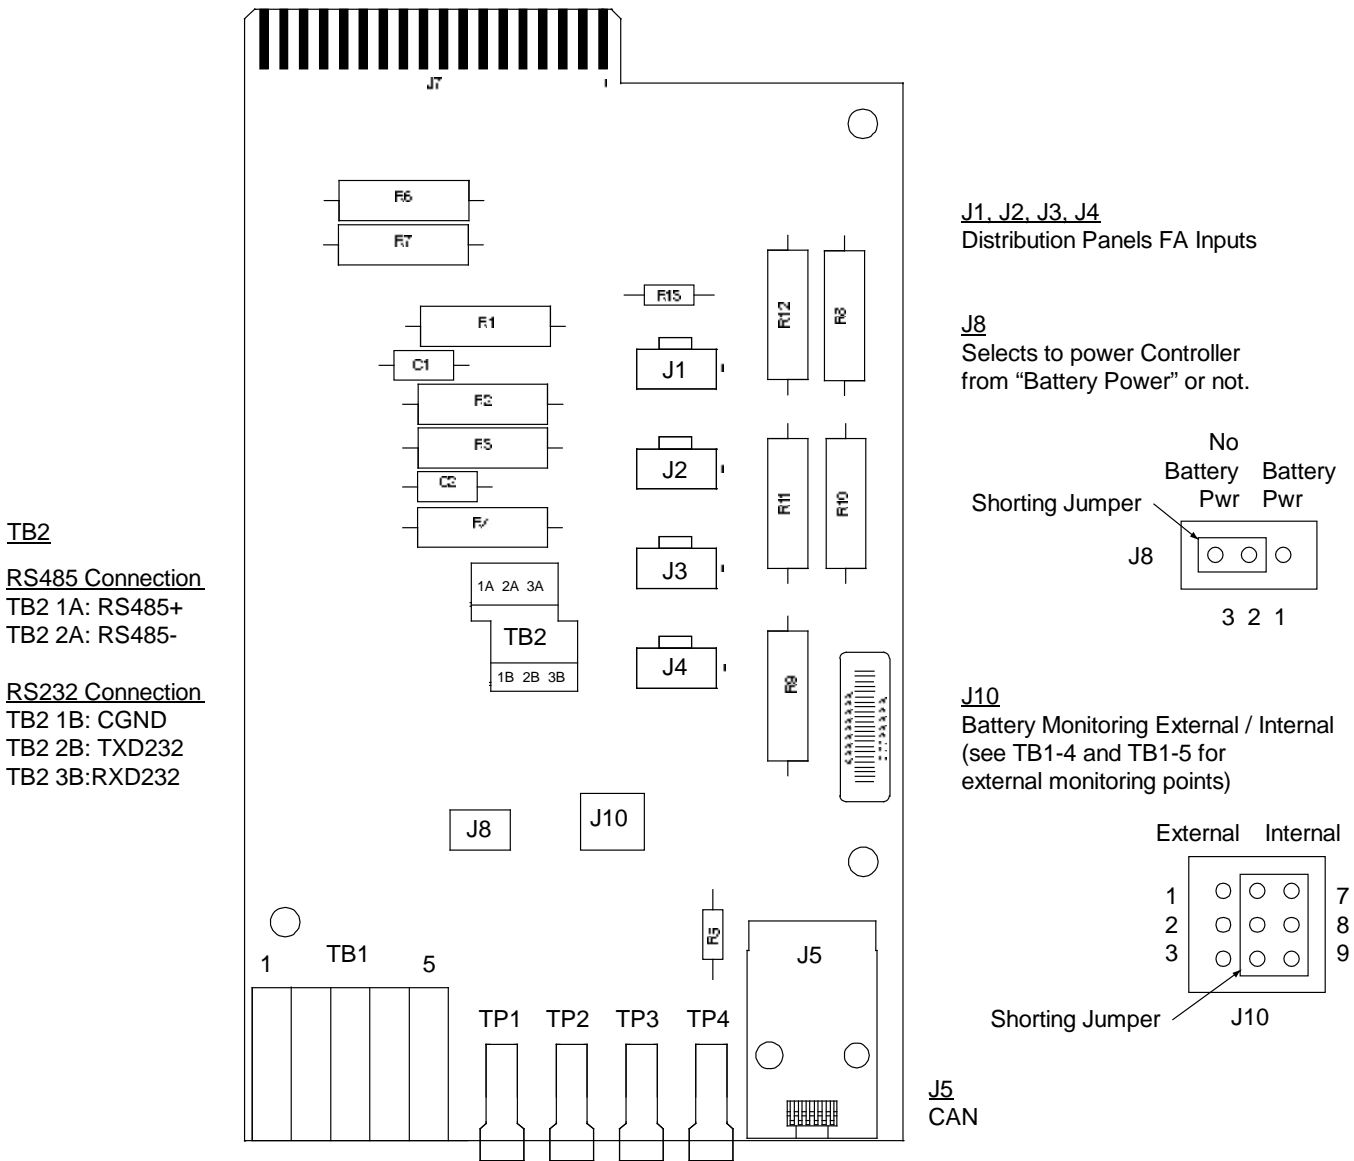 J7
R6
R7
R15
R12
R8
R1
C1
J1
R2
R5
J2
C2
R11
R10
J3
1A 2A 3A
TB2
1B 2B 3B
J4
R9
J8
J10
TB1
1 5
J5
TP1 TP2 TP3 TP4
TB2
RS485 Connection
TB2 1A: RS485+
TB2 2A: RS485-
RS232 Connection
TB2 1B: CGND
TB2 2B: TXD232
TB2 3B:RXD232
J1, J2, J3, J4
Distribution Panels FA Inputs
J8
Selects to power Controller
from “Battery Power” or not.
No
Battery Battery
Pwr Pwr
Shorting Jumper
J8
3 2 1
J10
Battery Monitoring External / Internal
(see TB1-4 and TB1-5 for
external monitoring points)
External Internal
1 7
2 8
3 9
Shorting Jumper
J10
J5
CAN